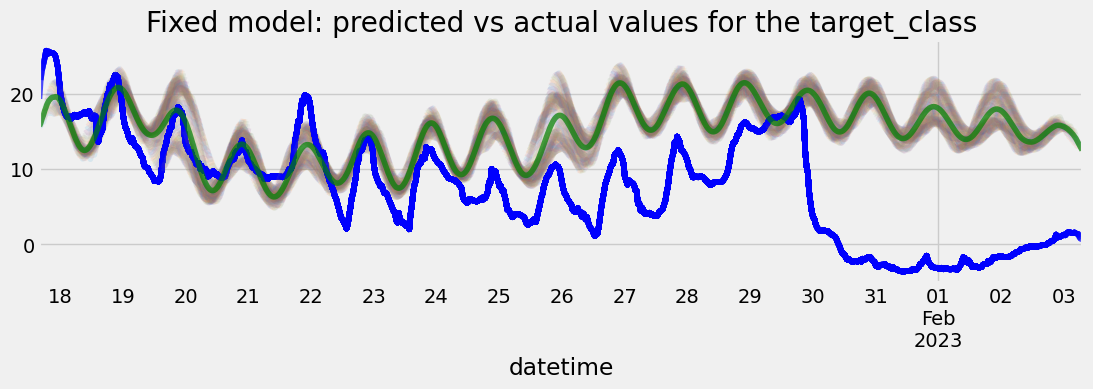 Fixed model: predicted vs actual values for the target_class
20
10
0
18 19 20 21 22 23 24 25 26 27 28 29 30 31 01 02 03
Feb
2023
datetime